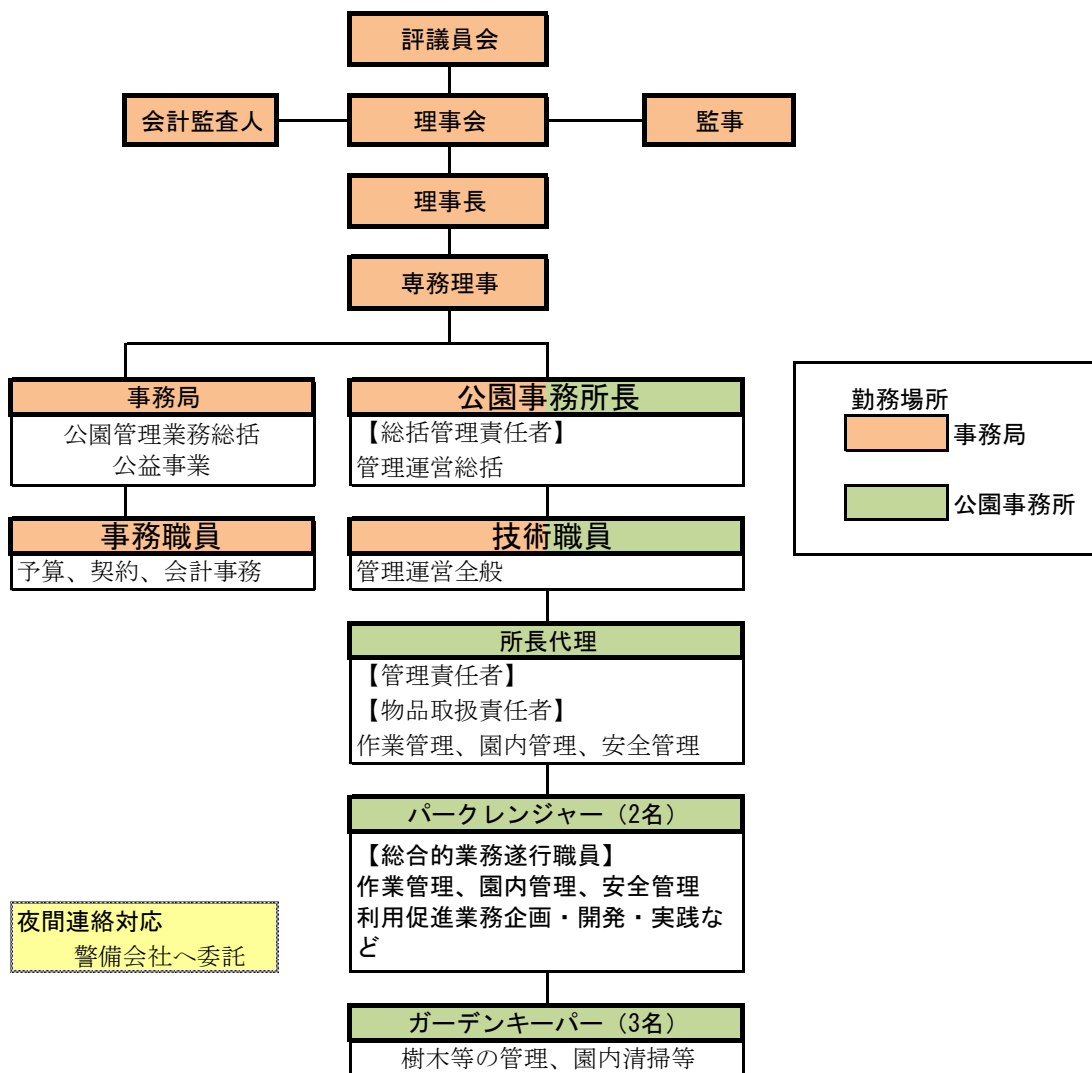 評議員会
会計監査人
理事会
監事
理事長
専務理事
事務局
公園管理業務総括
公益事業
事務職員
予算、契約、会計事務
公園事務所長
【総括管理責任者】
管理運営総括
技術職員
管理運営全般
所長代理
【管理責任者】
【物品取扱責任者】
作業管理、園内管理、安全管理
パークレンジャー（2名）
【総合的業務遂行職員】
作業管理、園内管理、安全管理
利用促進業務企画・開発・実践な
ど
ガーデンキーパー（3名）
樹木等の管理、園内清掃等
勤務場所
事務局
公園事務所
夜間連絡対応
警備会社へ委託